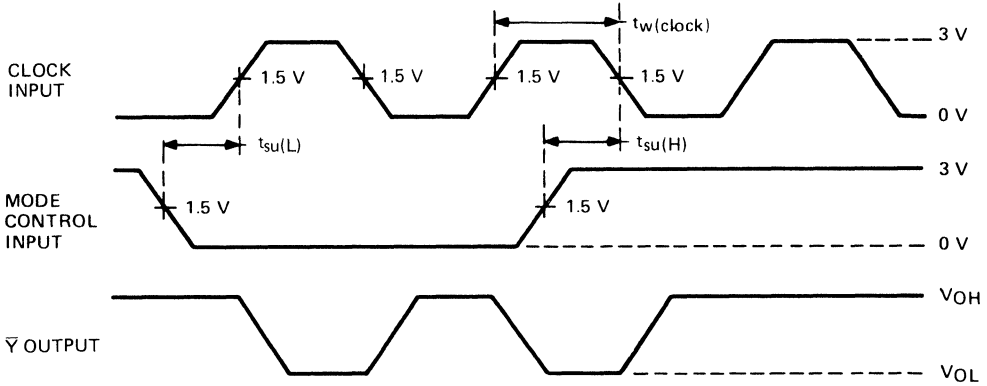 tw(clock)
3 V
CLOCK
INPUT
1.5 V
1.5 V
1.5 V
1.5 V
0 V
tsu(L)
tsu(H)
3 V
MODE
CONTROL
INPUT
1.5 V
1.5 V
0 V
VOH
Y̅ OUTPUT
VOL